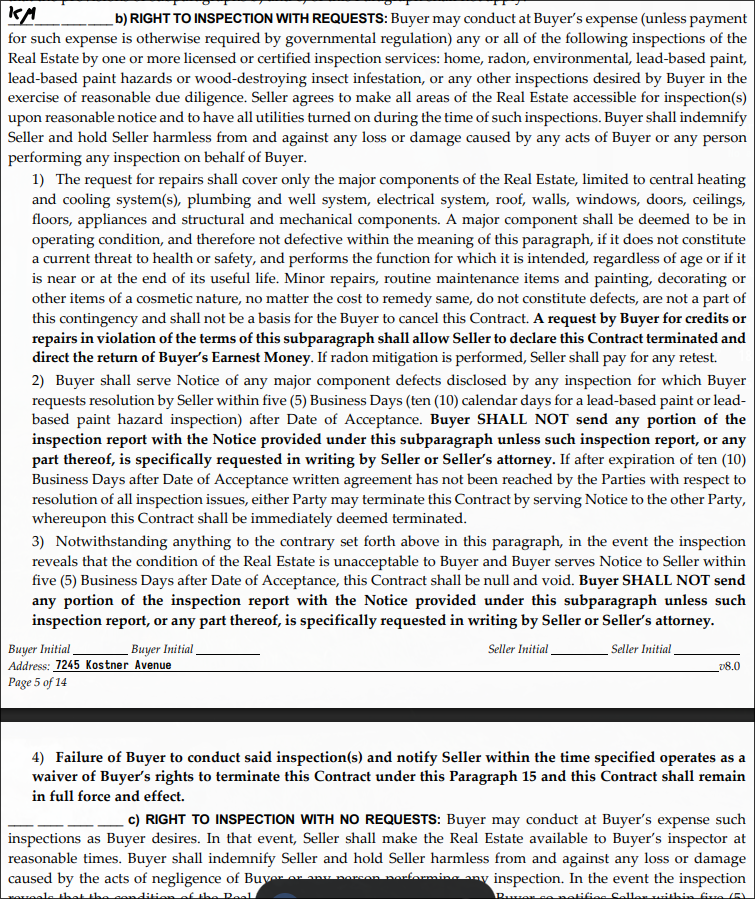 KM ___ ___ ___ b) RIGHT TO INSPECTION WITH REQUESTS: Buyer may conduct at Buyer's expense (unless payment
for such expense is otherwise required by governmental regulation) any or all of the following inspections of the
Real Estate by one or more licensed or certified inspection services: home, radon, environmental, lead-based paint,
lead-based paint hazards or wood-destroying insect infestation, or any other inspections desired by Buyer in the
exercise of reasonable due diligence. Seller agrees to make all areas of the Real Estate accessible for inspection(s)
upon reasonable notice and to have all utilities turned on during the time of such inspections. Buyer shall indemnify
Seller and hold Seller harmless from and against any loss or damage caused by any acts of Buyer or any person
performing any inspection on behalf of Buyer.
1) The request for repairs shall cover only the major components of the Real Estate, limited to central heating
and cooling system(s), plumbing and well system, electrical system, roof, walls, windows, doors, ceilings,
floors, appliances and structural and mechanical components. A major component shall be deemed to be in
operating condition, and therefore not defective within the meaning of this paragraph, if it does not constitute
a current threat to health or safety, and performs the function for which it is intended, regardless of age or if it
is near or at the end of its useful life. Minor repairs, routine maintenance items and painting, decorating or
other items of a cosmetic nature, no matter the cost to remedy same, do not constitute defects, are not a part of
this contingency and shall not be a basis for the Buyer to cancel this Contract. A request by Buyer for credits or
repairs in violation of the terms of this subparagraph shall allow Seller to declare this Contract terminated and
direct the return of Buyer's Earnest Money. If radon mitigation is performed, Seller shall pay for any retest.
2) Buyer shall serve Notice of any major component defects disclosed by any inspection for which Buyer
requests resolution by Seller within five (5) Business Days (ten (10) calendar days for a lead-based paint or lead-
based paint hazard inspection) after Date of Acceptance. Buyer SHALL NOT send any portion of the
inspection report with the Notice provided under this subparagraph unless such inspection report, or any
part thereof, is specifically requested in writing by Seller or Seller's attorney. If after expiration of ten (10)
Business Days after Date of Acceptance written agreement has not been reached by the Parties with respect to
resolution of all inspection issues, either Party may terminate this Contract by serving Notice to the other Party,
whereupon this Contract shall be immediately deemed terminated.
3) Notwithstanding anything to the contrary set forth above in this paragraph, in the event the inspection
reveals that the condition of the Real Estate is unacceptable to Buyer and Buyer serves Notice to Seller within
five (5) Business Days after Date of Acceptance, this Contract shall be null and void. Buyer SHALL NOT send
any portion of the inspection report with the Notice provided under this subparagraph unless such
inspection report, or any part thereof, is specifically requested in writing by Seller or Seller's attorney.
Buyer Initial ________ Buyer Initial _________ Seller Initial ________ Seller Initial _________
Address: 7245 Kostner Avenue v8.0
Page 5 of 14
4) Failure of Buyer to conduct said inspection(s) and notify Seller within the time specified operates as a
waiver of Buyer's rights to terminate this Contract under this Paragraph 15 and this Contract shall remain
in full force and effect.
___ ___ ___ ___ c) RIGHT TO INSPECTION WITH NO REQUESTS: Buyer may conduct at Buyer's expense such
inspections as Buyer desires. In that event, Seller shall make the Real Estate available to Buyer's inspector at
reasonable times. Buyer shall indemnify Seller and hold Seller harmless from and against any loss or damage
caused by the acts of negligence of Buyer or any person performing any inspection. In the event the inspection
reveals that the condition of the Real Buyer so notifies Seller within five (5)